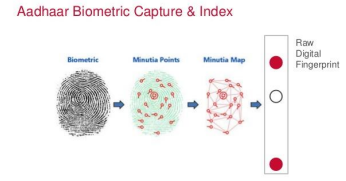 Aadhaar Biometric Capture & Index
Biometric
Minutia Points
Minutia Map
Raw
Digital
Fingerprint